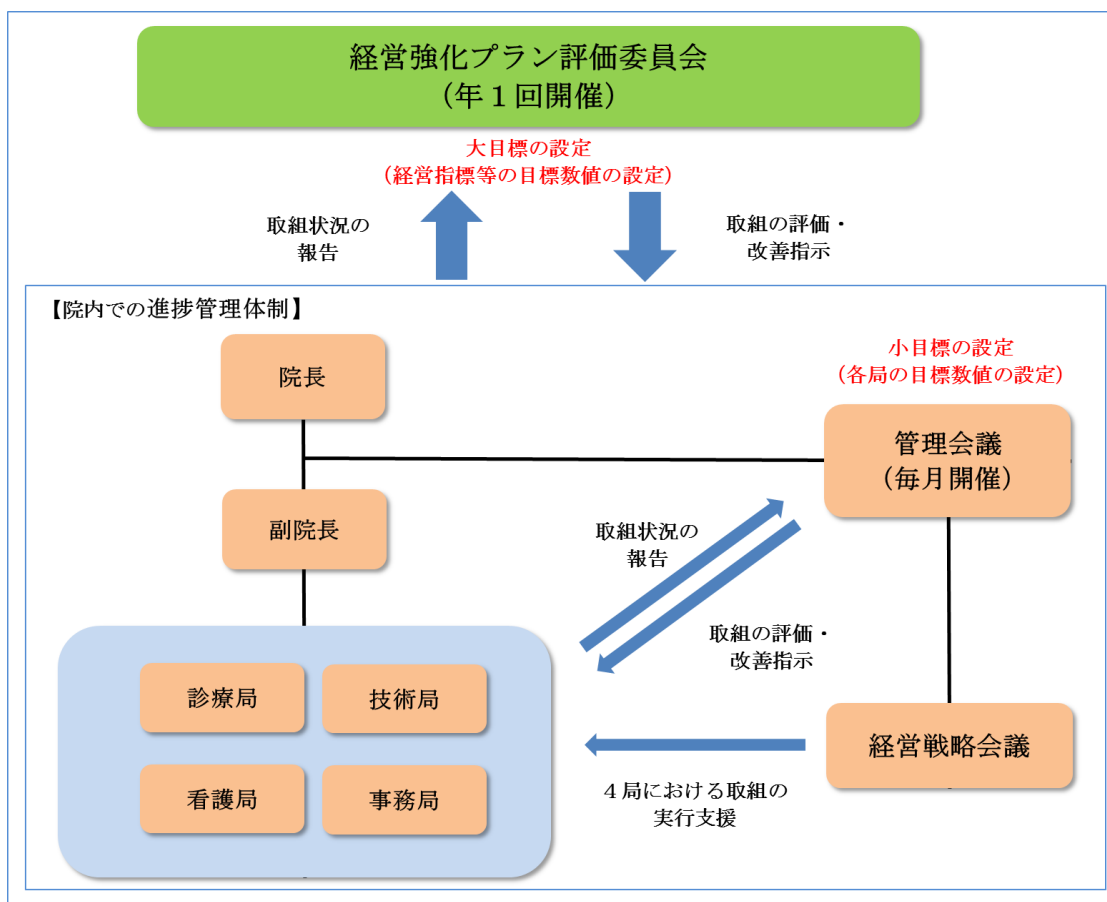 経営強化プラン評価委員会
（年１回開催）
大目標の設定
（経営指標等の目標数値の設定）
取組状況の
報告
取組の評価・
改善指示
【院内での進捗管理体制】
院長
小目標の設定
（各局の目標数値の設定）
管理会議
（毎月開催）
副院長
取組状況の
報告
取組の評価・
改善指示
診療局
技術局
看護局
事務局
経営戦略会議
４局における取組の
実行支援